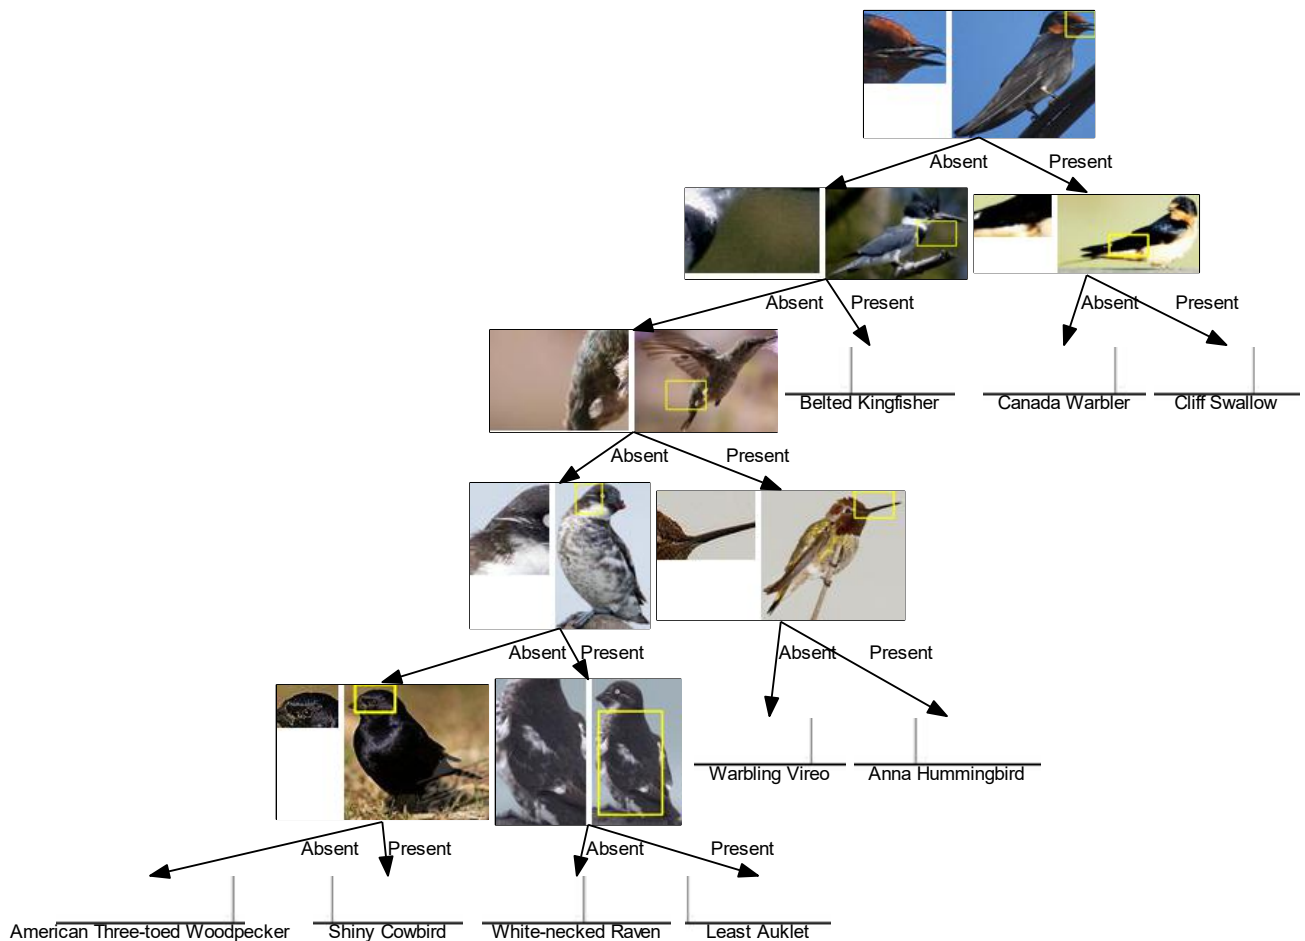 Absent Present
Absent Present Absent Present
Belted Kingfisher Canada Warbler Cliff Swallow
Absent Present
Absent Present Absent Present
Warbling Vireo Anna Hummingbird
Absent Present Absent Present
American Three-toed Woodpecker Shiny Cowbird White-necked Raven Least Auklet